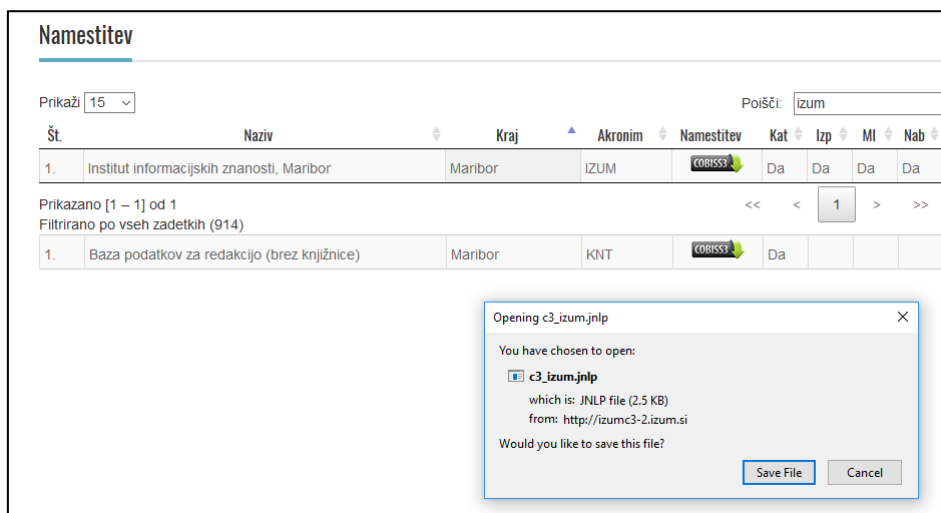 Namestitev
Prikaži 15 Poišči: izum
Št. Naziv Kraj Akronim Namestitev Kat Izp MI Nab
1. Institut informacijskih znanosti, Maribor Maribor IZUM COBISS3 Da Da Da Da
Prikazano [1 – 1] od 1 << < 1 > >>
Filtrirano po vseh zadetkih (914)
1. Baza podatkov za redakcijo (brez knjižnice) Maribor KNT COBISS3 Da
Opening c3_izum.jnlp
You have chosen to open:
c3_izum.jnlp
which is: JNLP file (2.5 KB)
from: http://izumc3-2.izum.si
Would you like to save this file?
Save File Cancel